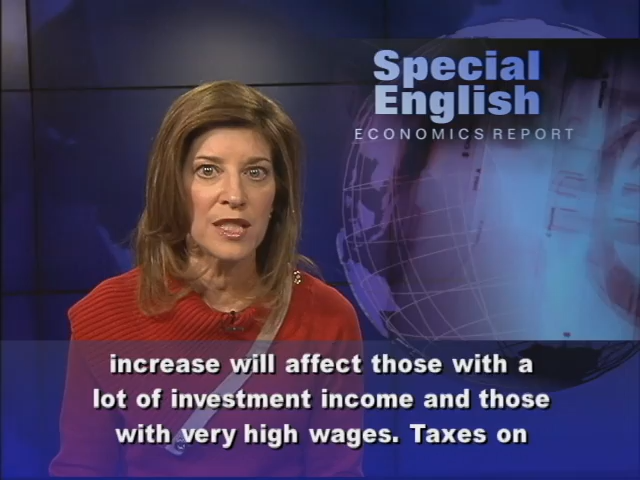 Special
English
ECONOMICS REPORT
increase will affect those with a
lot of investment income and those
with very high wages. Taxes on